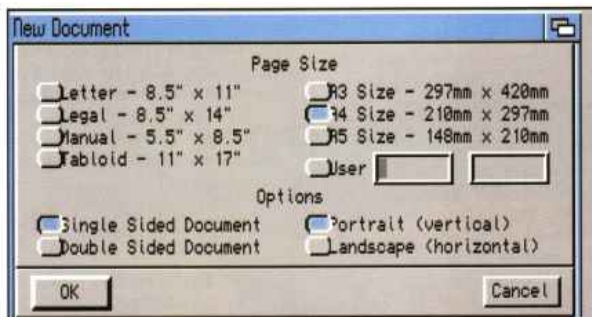 New Document
Page Size
Letter - 8.5" x 11"
Legal - 8.5" x 14"
Manual - 5.5" x 8.5"
Tabloid - 11" x 17"
A3 Size - 297mm x 420mm
A4 Size - 210mm x 297mm
A5 Size - 148mm x 210mm
User
Options
Single Sided Document
Double Sided Document
Portrait (vertical)
Landscape (horizontal)
OK
Cancel